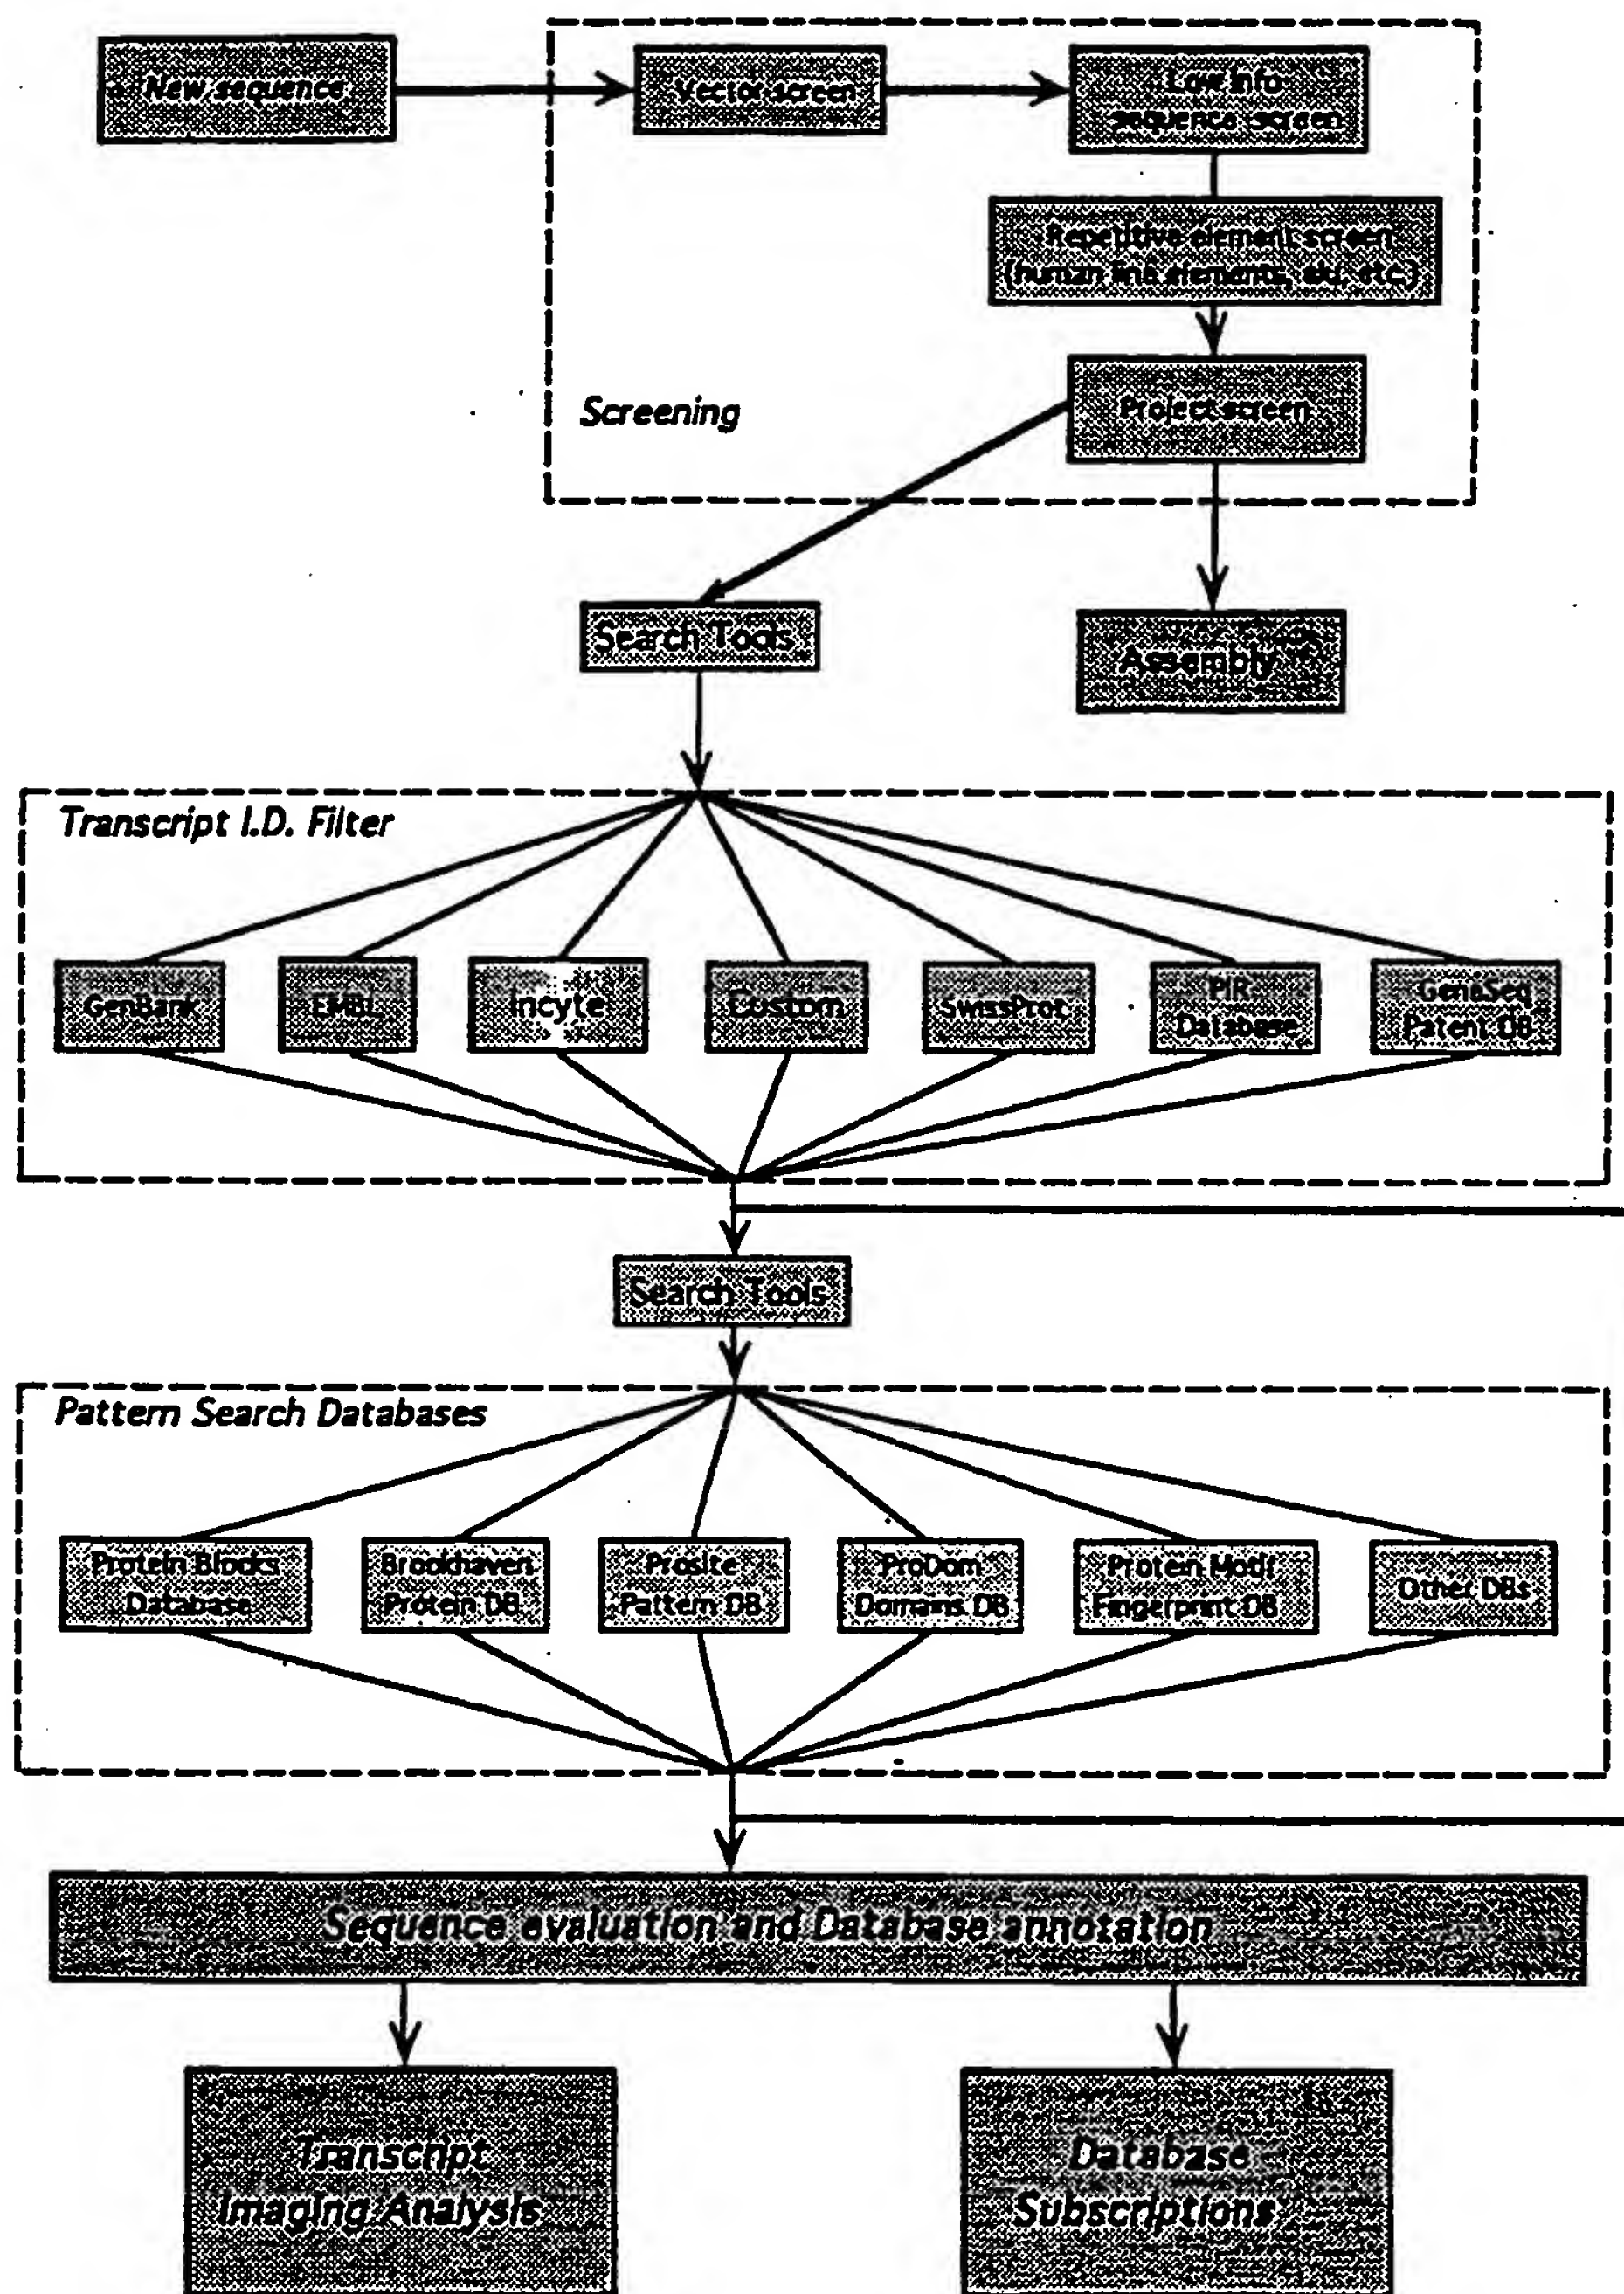 New sequence
Vector screen
Low info
sequence screen
Repetitive element screen
(human line elements, alu, etc.)
Project screen
Screening
Search Tools
Assembly
Transcript I.D. Filter
GenBank
EMBL
Incyte
Custom
SwissProt
PIR
Database
GeneSeq
Patent DB
Search Tools
Pattern Search Databases
Protein Blocks
Database
Brookhaven
Protein DB
Prosite
Pattern DB
ProDom
Domains DB
Protein Motif
Fingerprint DB
Other DBs
Sequence evaluation and Database annotation
Transcript
Imaging Analysis
Database
Subscriptions